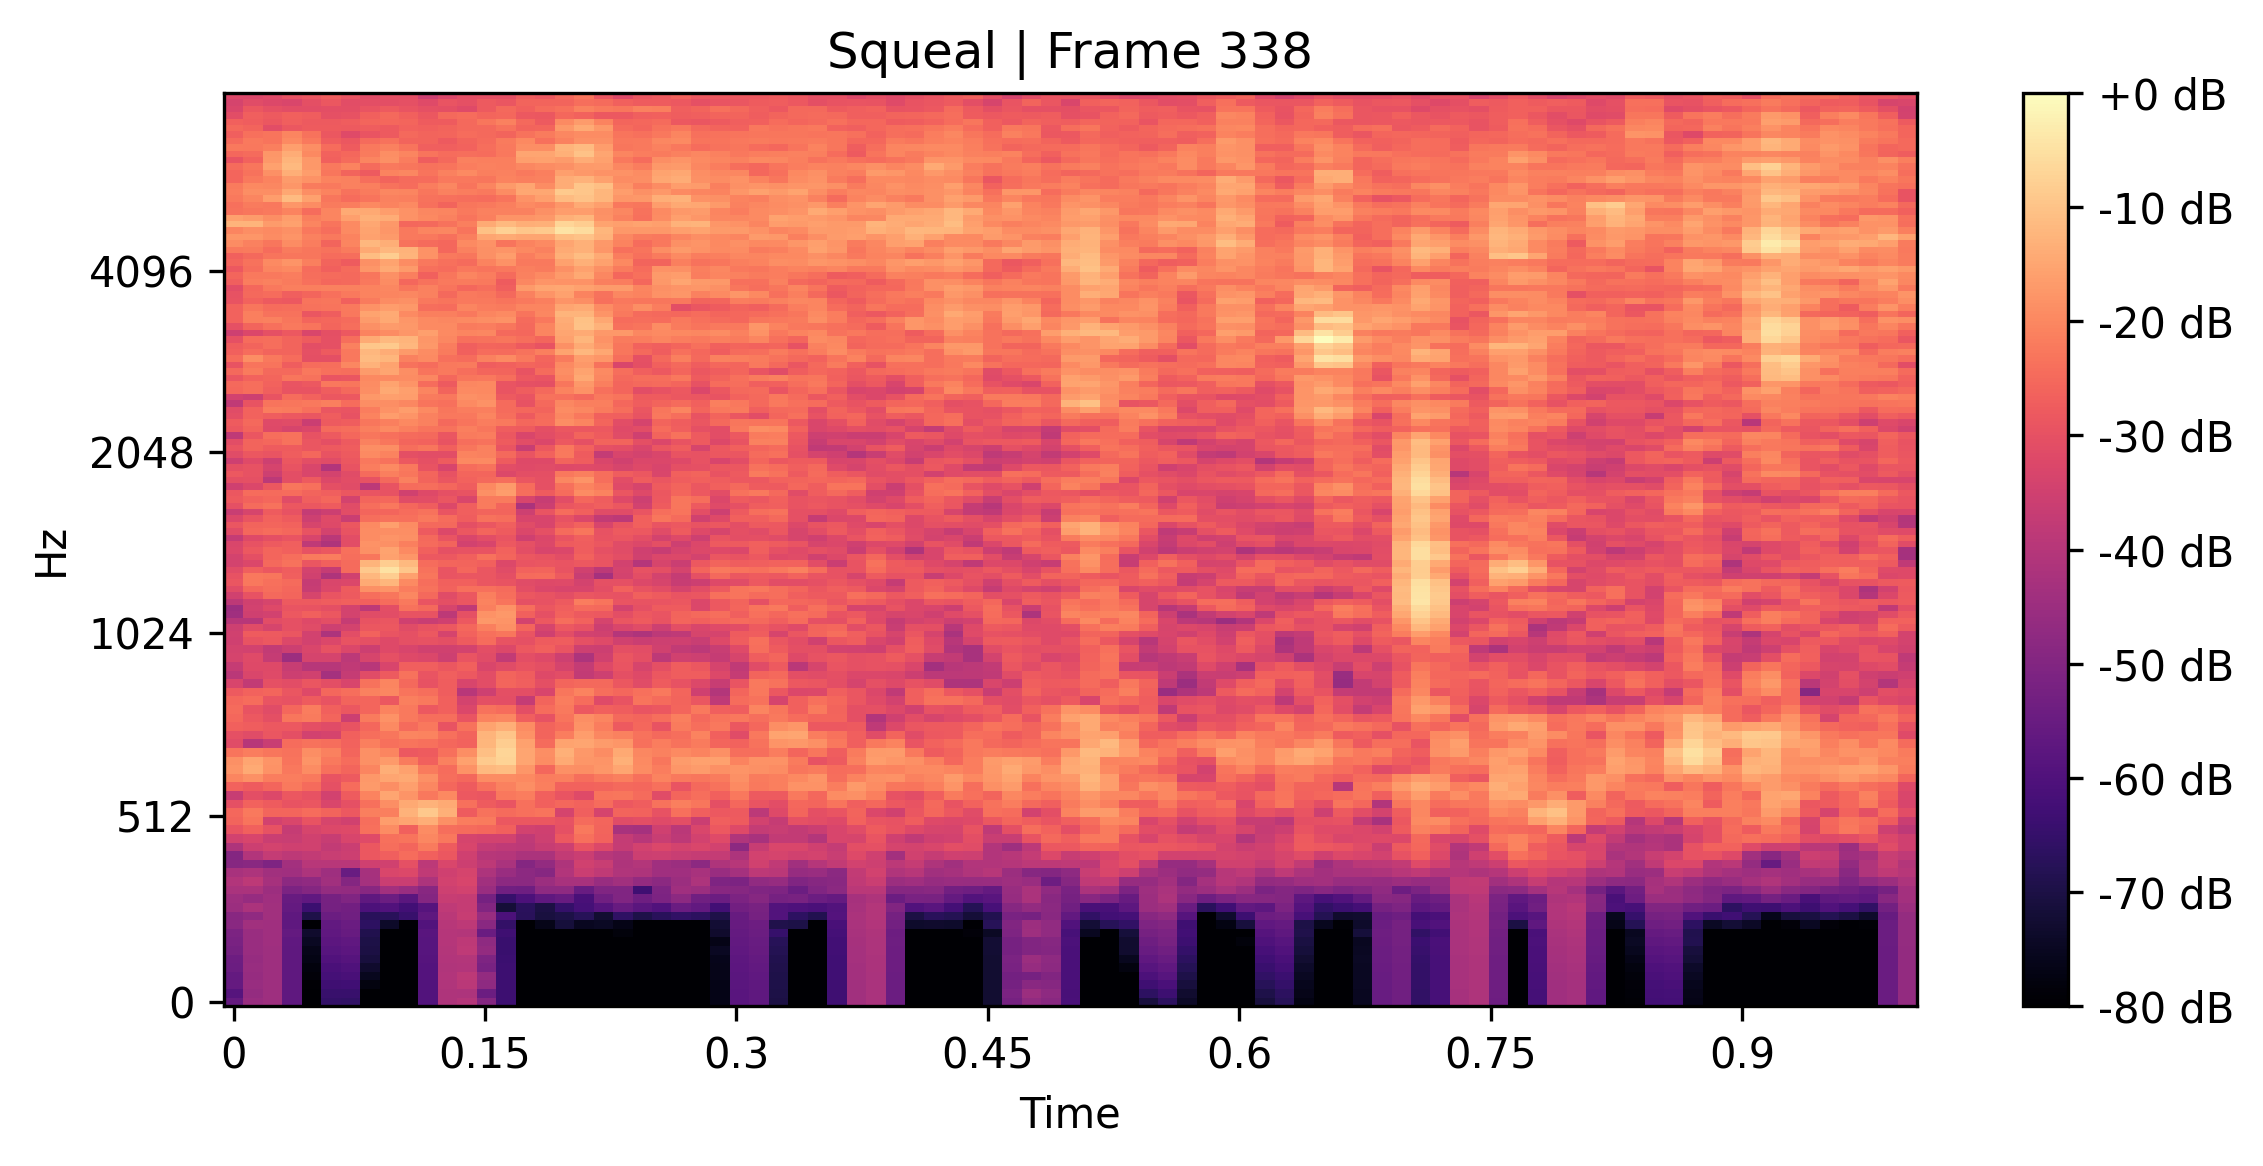 Squeal | Frame 338
+0 dB
-10 dB
-20 dB
-30 dB
-40 dB
-50 dB
-60 dB
-70 dB
-80 dB
Hz
4096
2048
1024
512
0
0 0.15 0.3 0.45 0.6 0.75 0.9
Time